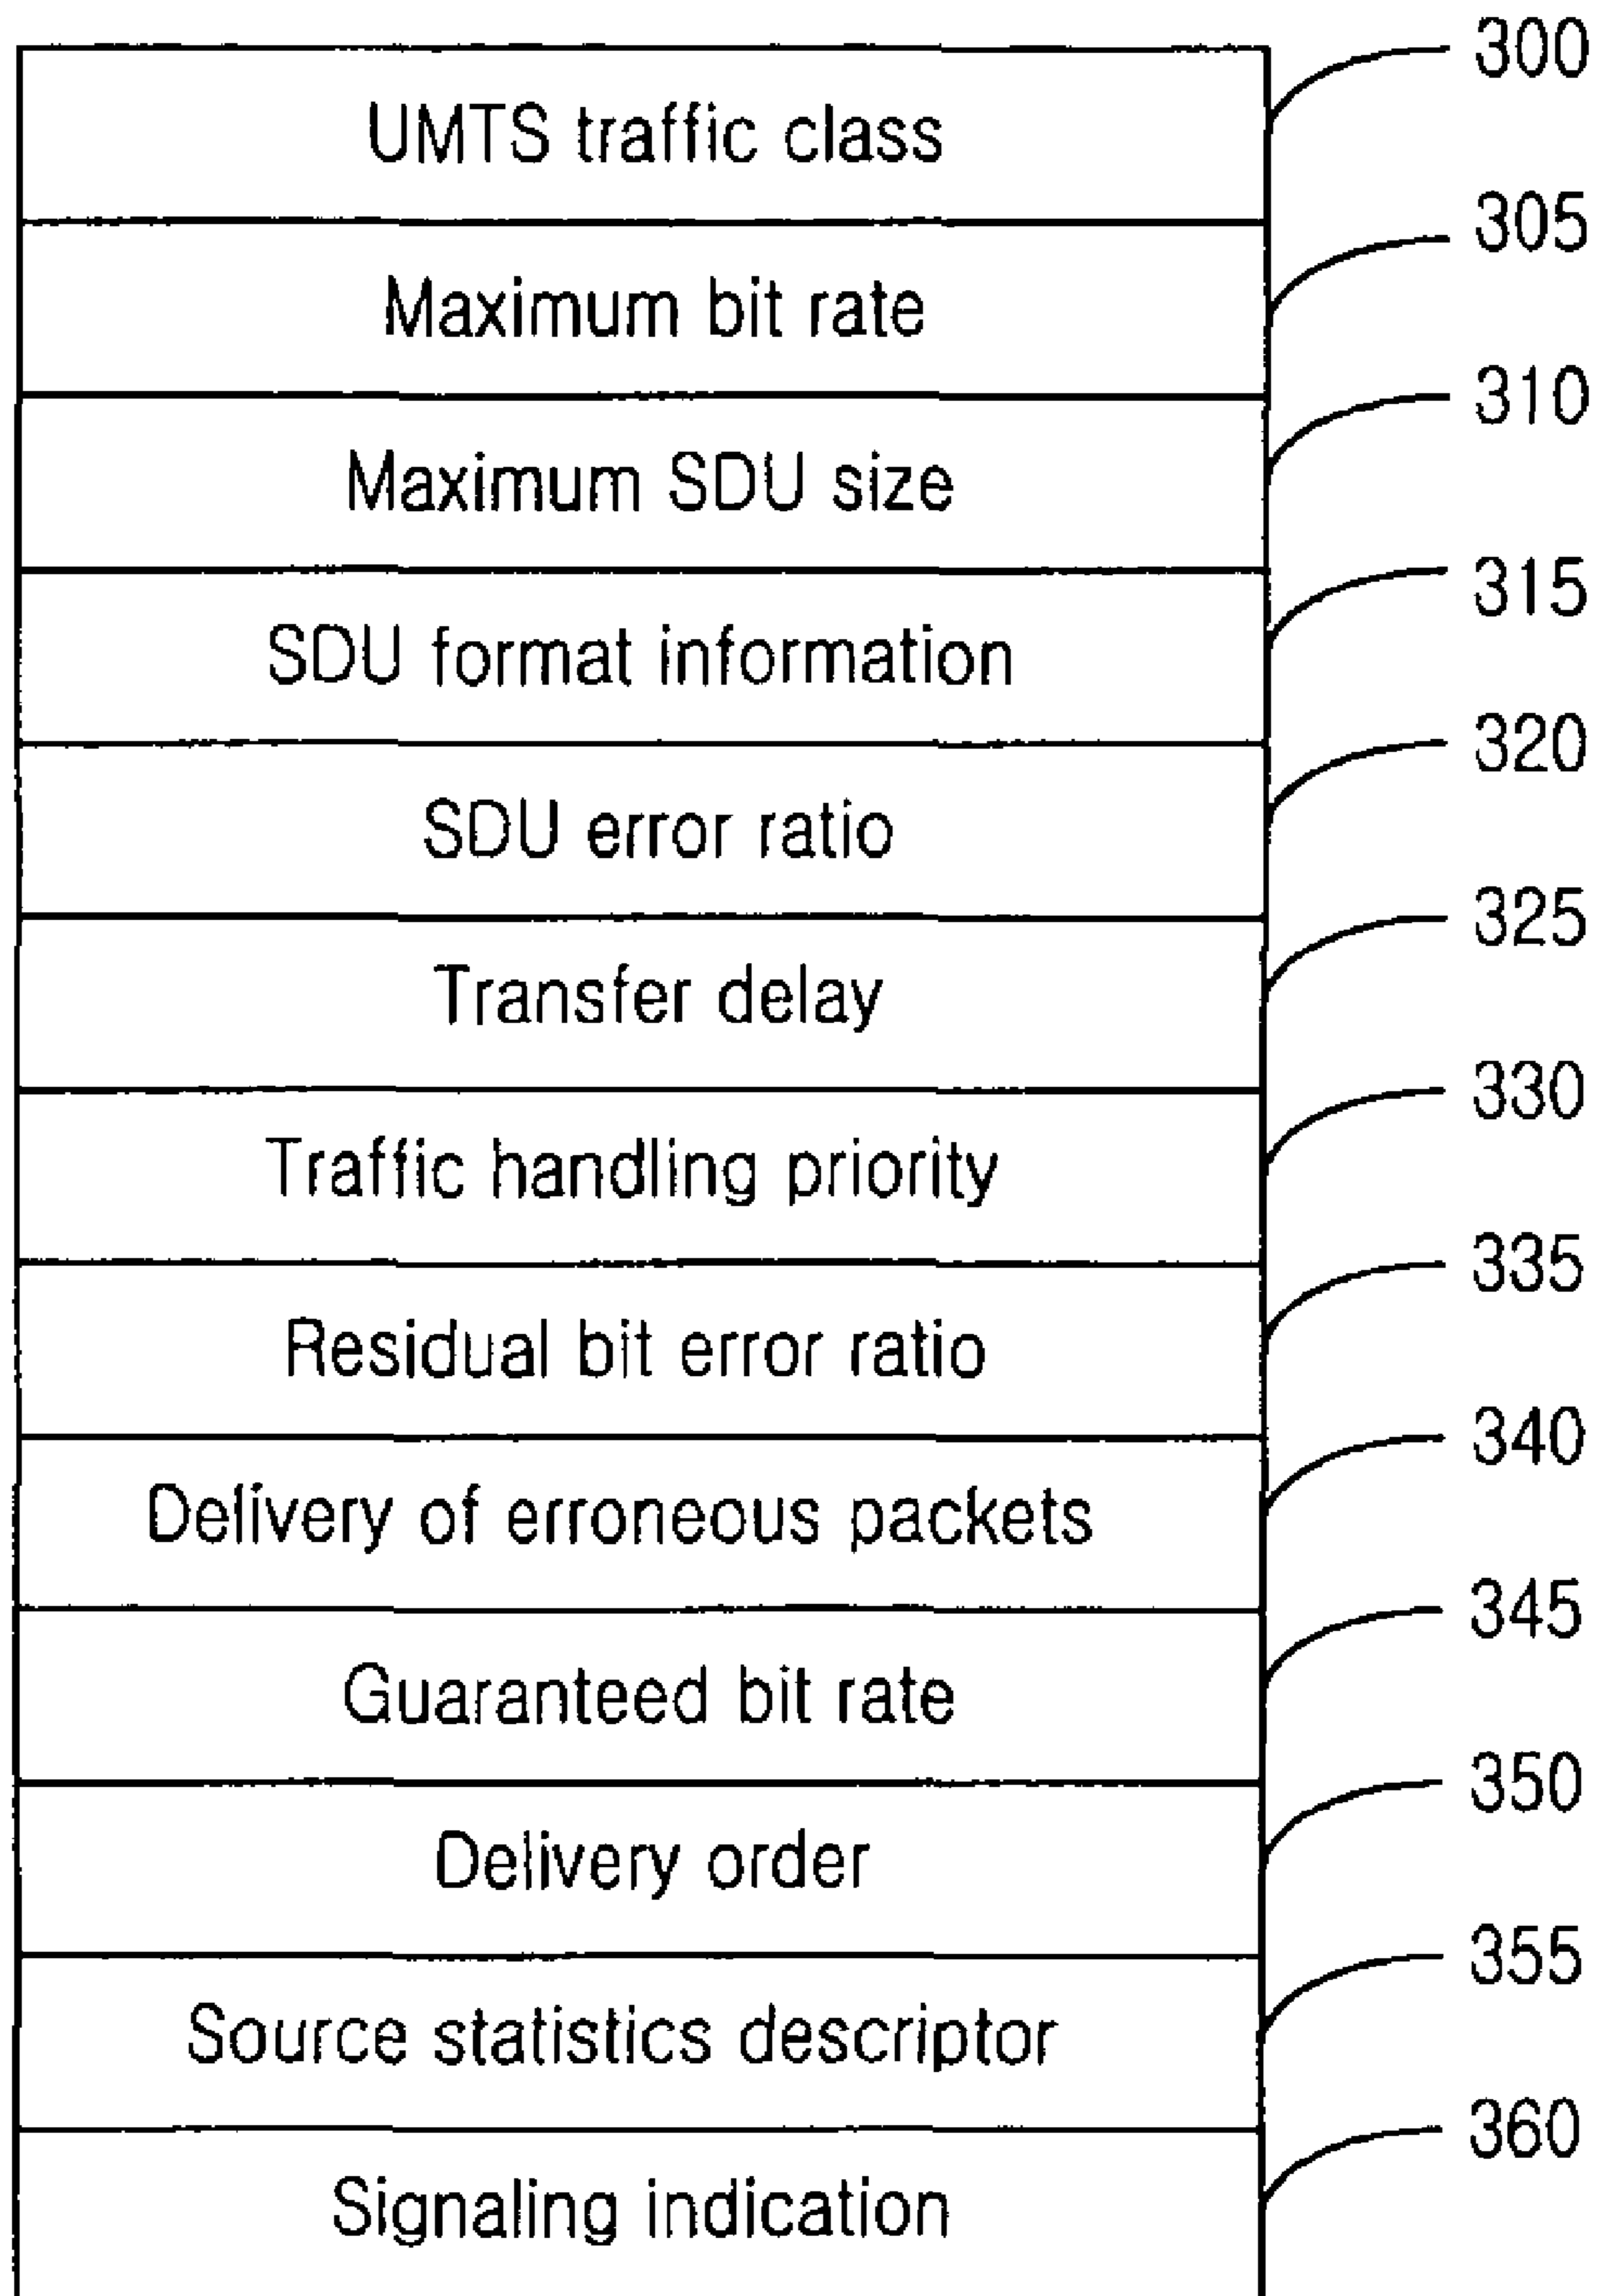 UMTS traffic class 300
Maximum bit rate 305
Maximum SDU size 310
SDU format information 315
SDU error ratio 320
Transfer delay 325
Traffic handling priority 330
Residual bit error ratio 335
Delivery of erroneous packets 340
Guaranteed bit rate 345
Delivery order 350
Source statistics descriptor 355
Signaling indication 360